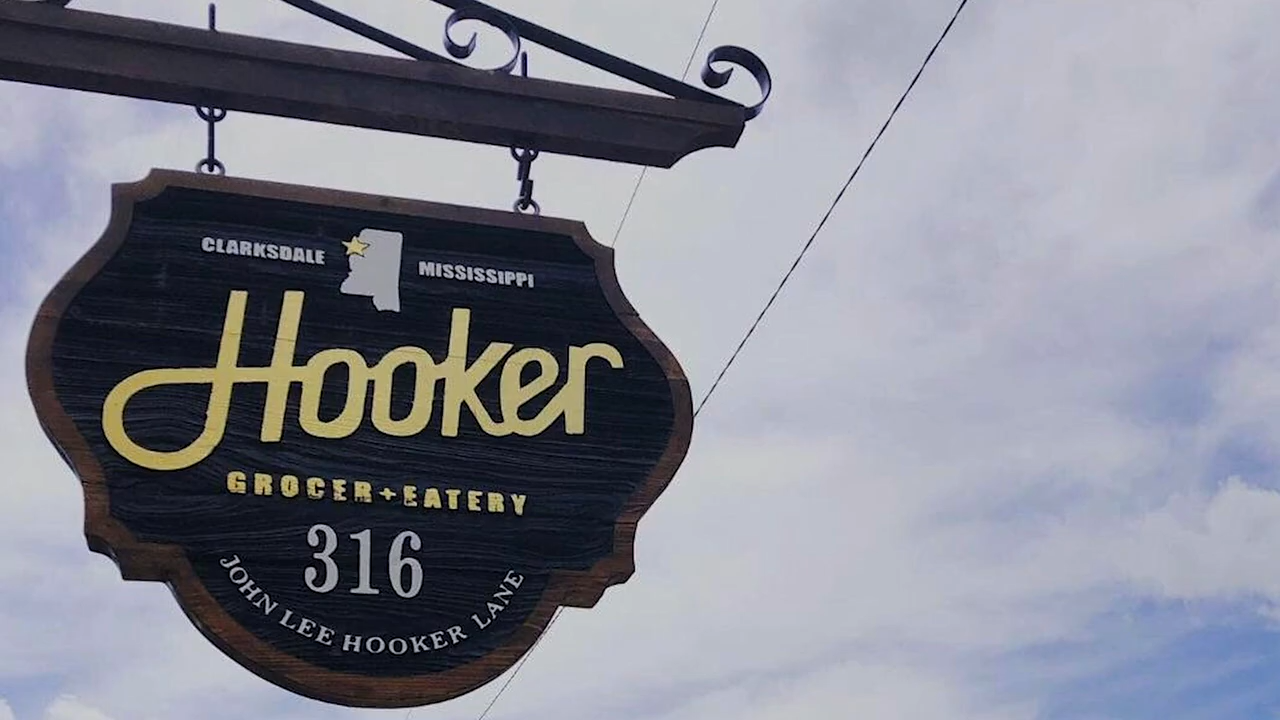 CLARKSDALE MISSISSIPPI
Hooker
GROCER+EATERY
316
JOHN LEE HOOKER LANE